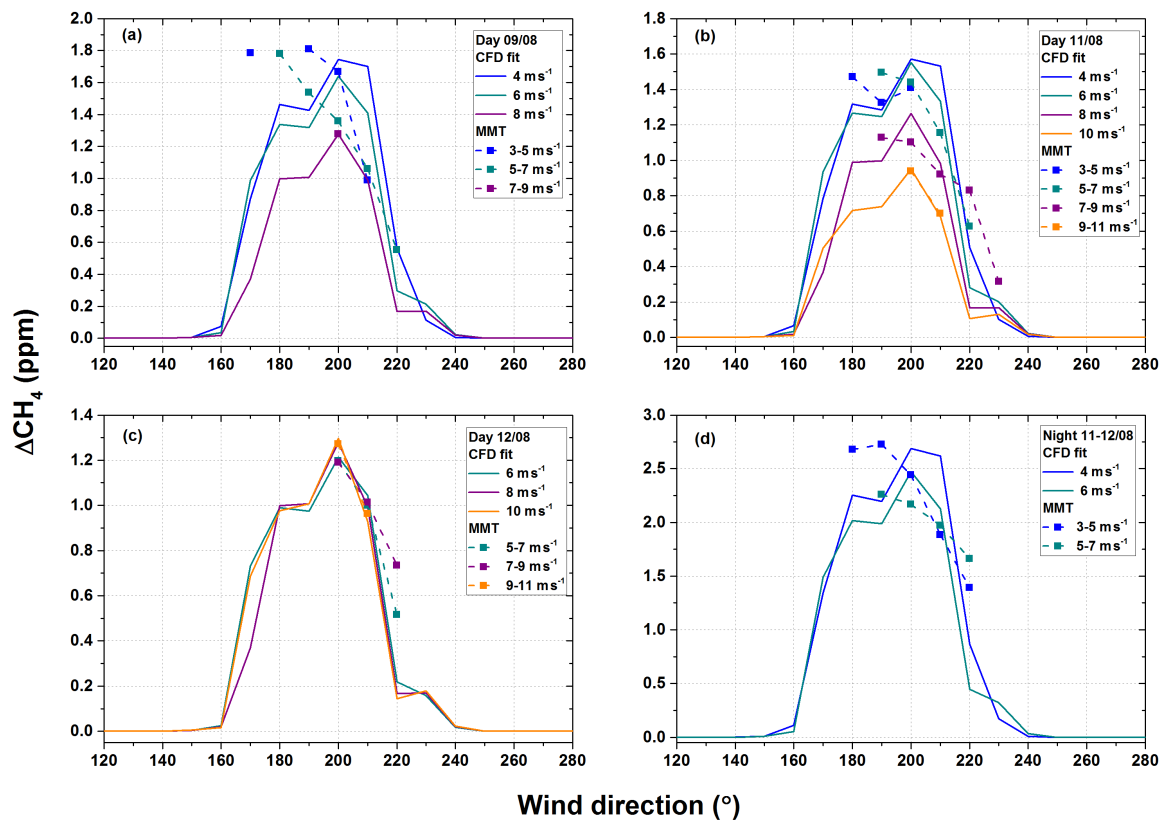 (a)
Day 09/08
CFD fit
4 ms⁻¹
6 ms⁻¹
8 ms⁻¹
MMT
3-5 ms⁻¹
5-7 ms⁻¹
7-9 ms⁻¹
2.0
1.8
1.6
1.4
1.2
1.0
0.8
0.6
0.4
0.2
0.0
120 140 160 180 200 220 240 260 280
(b)
Day 11/08
CFD fit
4 ms⁻¹
6 ms⁻¹
8 ms⁻¹
10 ms⁻¹
MMT
3-5 ms⁻¹
5-7 ms⁻¹
7-9 ms⁻¹
9-11 ms⁻¹
1.8
1.6
1.4
1.2
1.0
0.8
0.6
0.4
0.2
0.0
120 140 160 180 200 220 240 260 280
ΔCH₄ (ppm)
(c)
Day 12/08
CFD fit
6 ms⁻¹
8 ms⁻¹
10 ms⁻¹
MMT
5-7 ms⁻¹
7-9 ms⁻¹
9-11 ms⁻¹
1.4
1.2
1.0
0.8
0.6
0.4
0.2
0.0
120 140 160 180 200 220 240 260 280
(d)
Night 11-12/08
CFD fit
4 ms⁻¹
6 ms⁻¹
MMT
3-5 ms⁻¹
5-7 ms⁻¹
3.0
2.5
2.0
1.5
1.0
0.5
0.0
120 140 160 180 200 220 240 260 280
Wind direction (°)